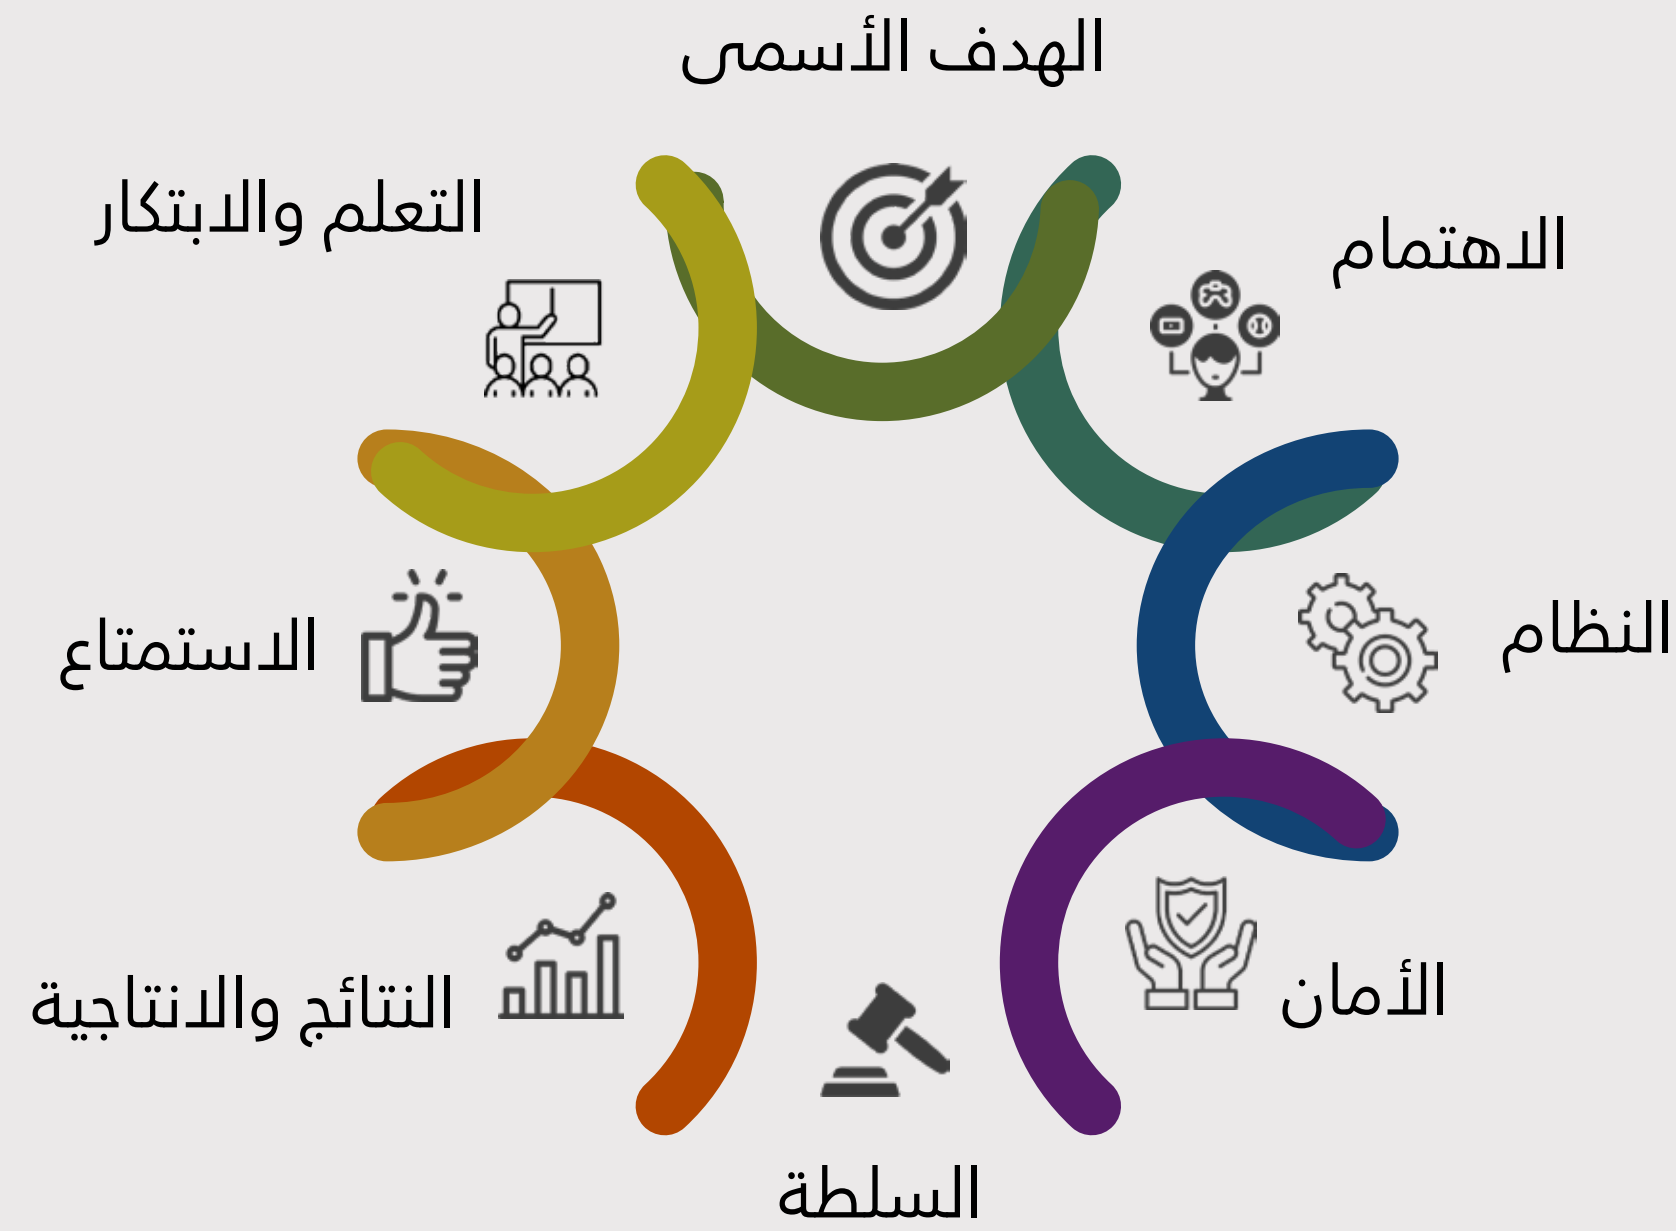 الهدف الأسمى
الاهتمام
النظام
الأمان
السلطة
النتائج والانتاجية
الاستمتاع
التعلم والابتكار